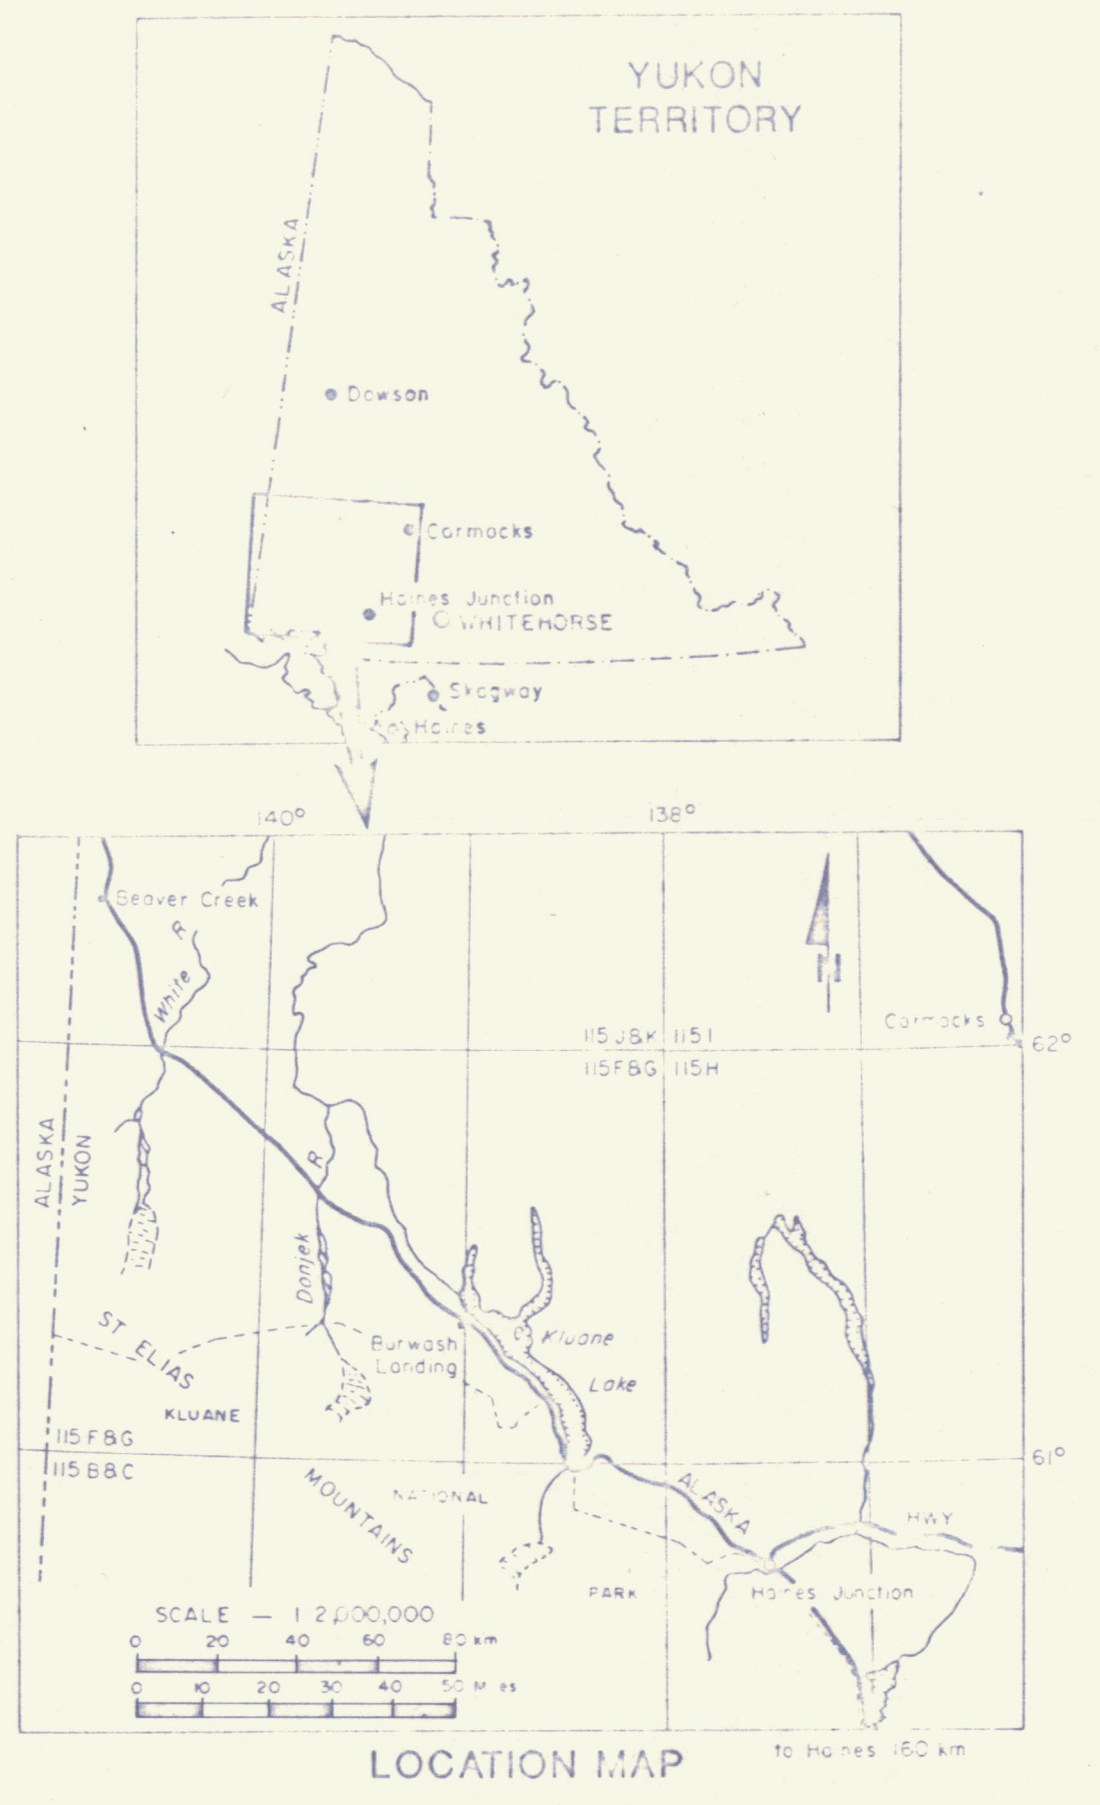 YUKON
TERRITORY
ALASKA
Dawson
Carmacks
Haines Junction
WHITEHORSE
Skagway
Haines
140°
138°
Beaver Creek
White R
Carmacks
115J&K 115I
62°
115F&G 115H
ALASKA
YUKON
R
Donjek
ST ELIAS
Burwash
Landing
Kluane
Lake
KLUANE
115F&G
61°
115B&C
MOUNTAINS
NATIONAL
ALASKA
HWY
PARK
Haines Junction
SCALE — 1 2,000,000
0 20 40 60 80 km
0 10 20 30 40 50 Miles
to Haines 160 km
LOCATION MAP
N